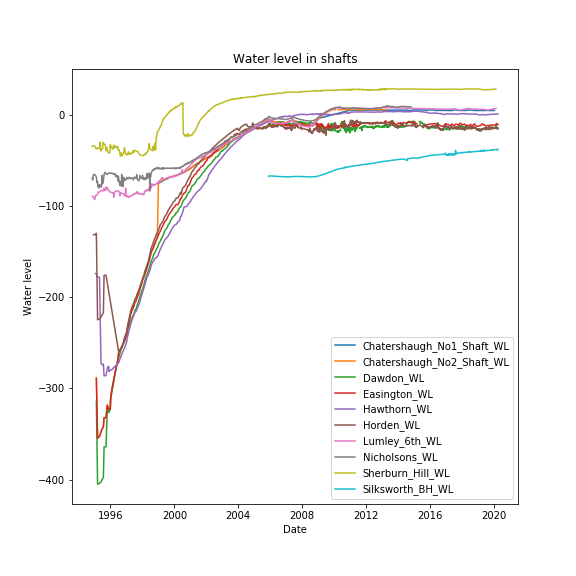 Water level in shafts
Water level
0
−100
−200
−300
−400
Chatershaugh_No1_Shaft_WL
Chatershaugh_No2_Shaft_WL
Dawdon_WL
Easington_WL
Hawthorn_WL
Horden_WL
Lumley_6th_WL
Nicholsons_WL
Sherburn_Hill_WL
Silksworth_BH_WL
1996 2000 2004 2008 2012 2016 2020
Date